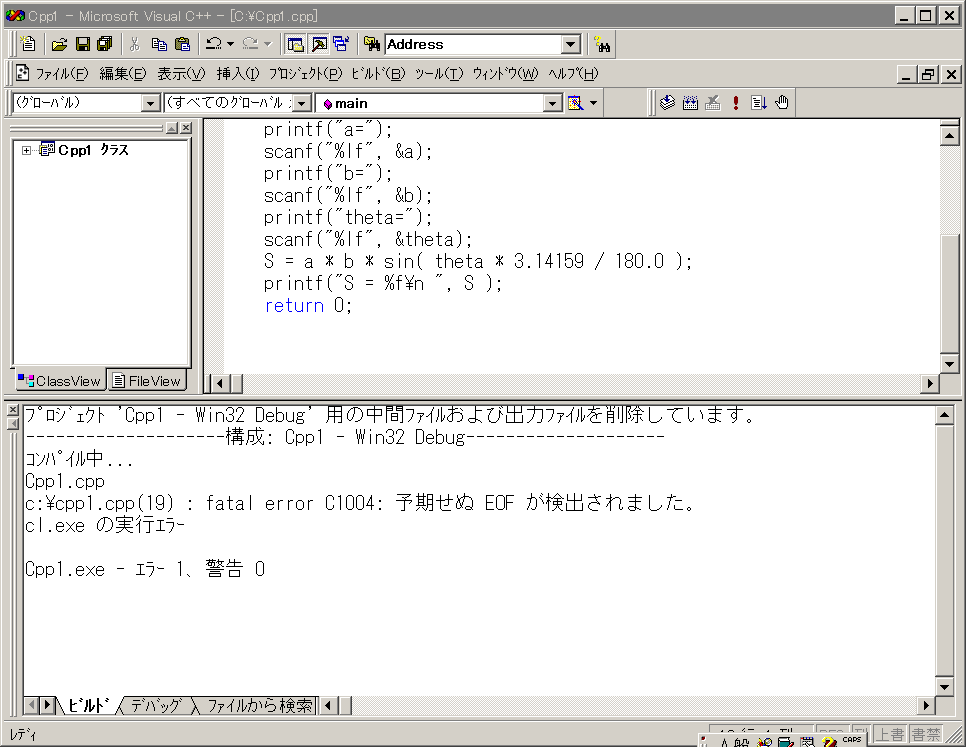 Cpp1 - Microsoft Visual C++ - [C:¥Cpp1.cpp]
Address
ﾌｧｲﾙ(F) 編集(E) 表示(V) 挿入(I) ﾌﾟﾛｼﾞｪｸﾄ(P) ﾋﾞﾙﾄﾞ(B) ﾂｰﾙ(T) ｳｨﾝﾄﾞｳ(W) ﾍﾙﾌﾟ(H)
(ｸﾞﾛｰﾊﾞﾙ) (すべてのｸﾞﾛｰﾊﾞﾙ main
Cpp1 ｸﾗｽ
ClassView FileView
printf("a=");
scanf("%lf", &a);
printf("b=");
scanf("%lf", &b);
printf("theta=");
scanf("%lf", &theta);
S = a * b * sin( theta * 3.14159 / 180.0 );
printf("S = %f¥n ", S );
return 0;
ﾌﾟﾛｼﾞｪｸﾄ 'Cpp1 - Win32 Debug' 用の中間ﾌｧｲﾙおよび出力ﾌｧｲﾙを削除しています。
--------------------構成: Cpp1 - Win32 Debug--------------------
ｺﾝﾊﾟｲﾙ中...
Cpp1.cpp
c:¥cpp1.cpp(19) : fatal error C1004: 予期せぬ EOF が検出されました。
cl.exe の実行ｴﾗｰ
Cpp1.exe - ｴﾗｰ 1、警告 0
ﾋﾞﾙﾄﾞ ﾃﾞﾊﾞｯｸﾞ ﾌｧｲﾙから検索
ﾚﾃﾞｨ 上書 書禁
A 般 CAPS